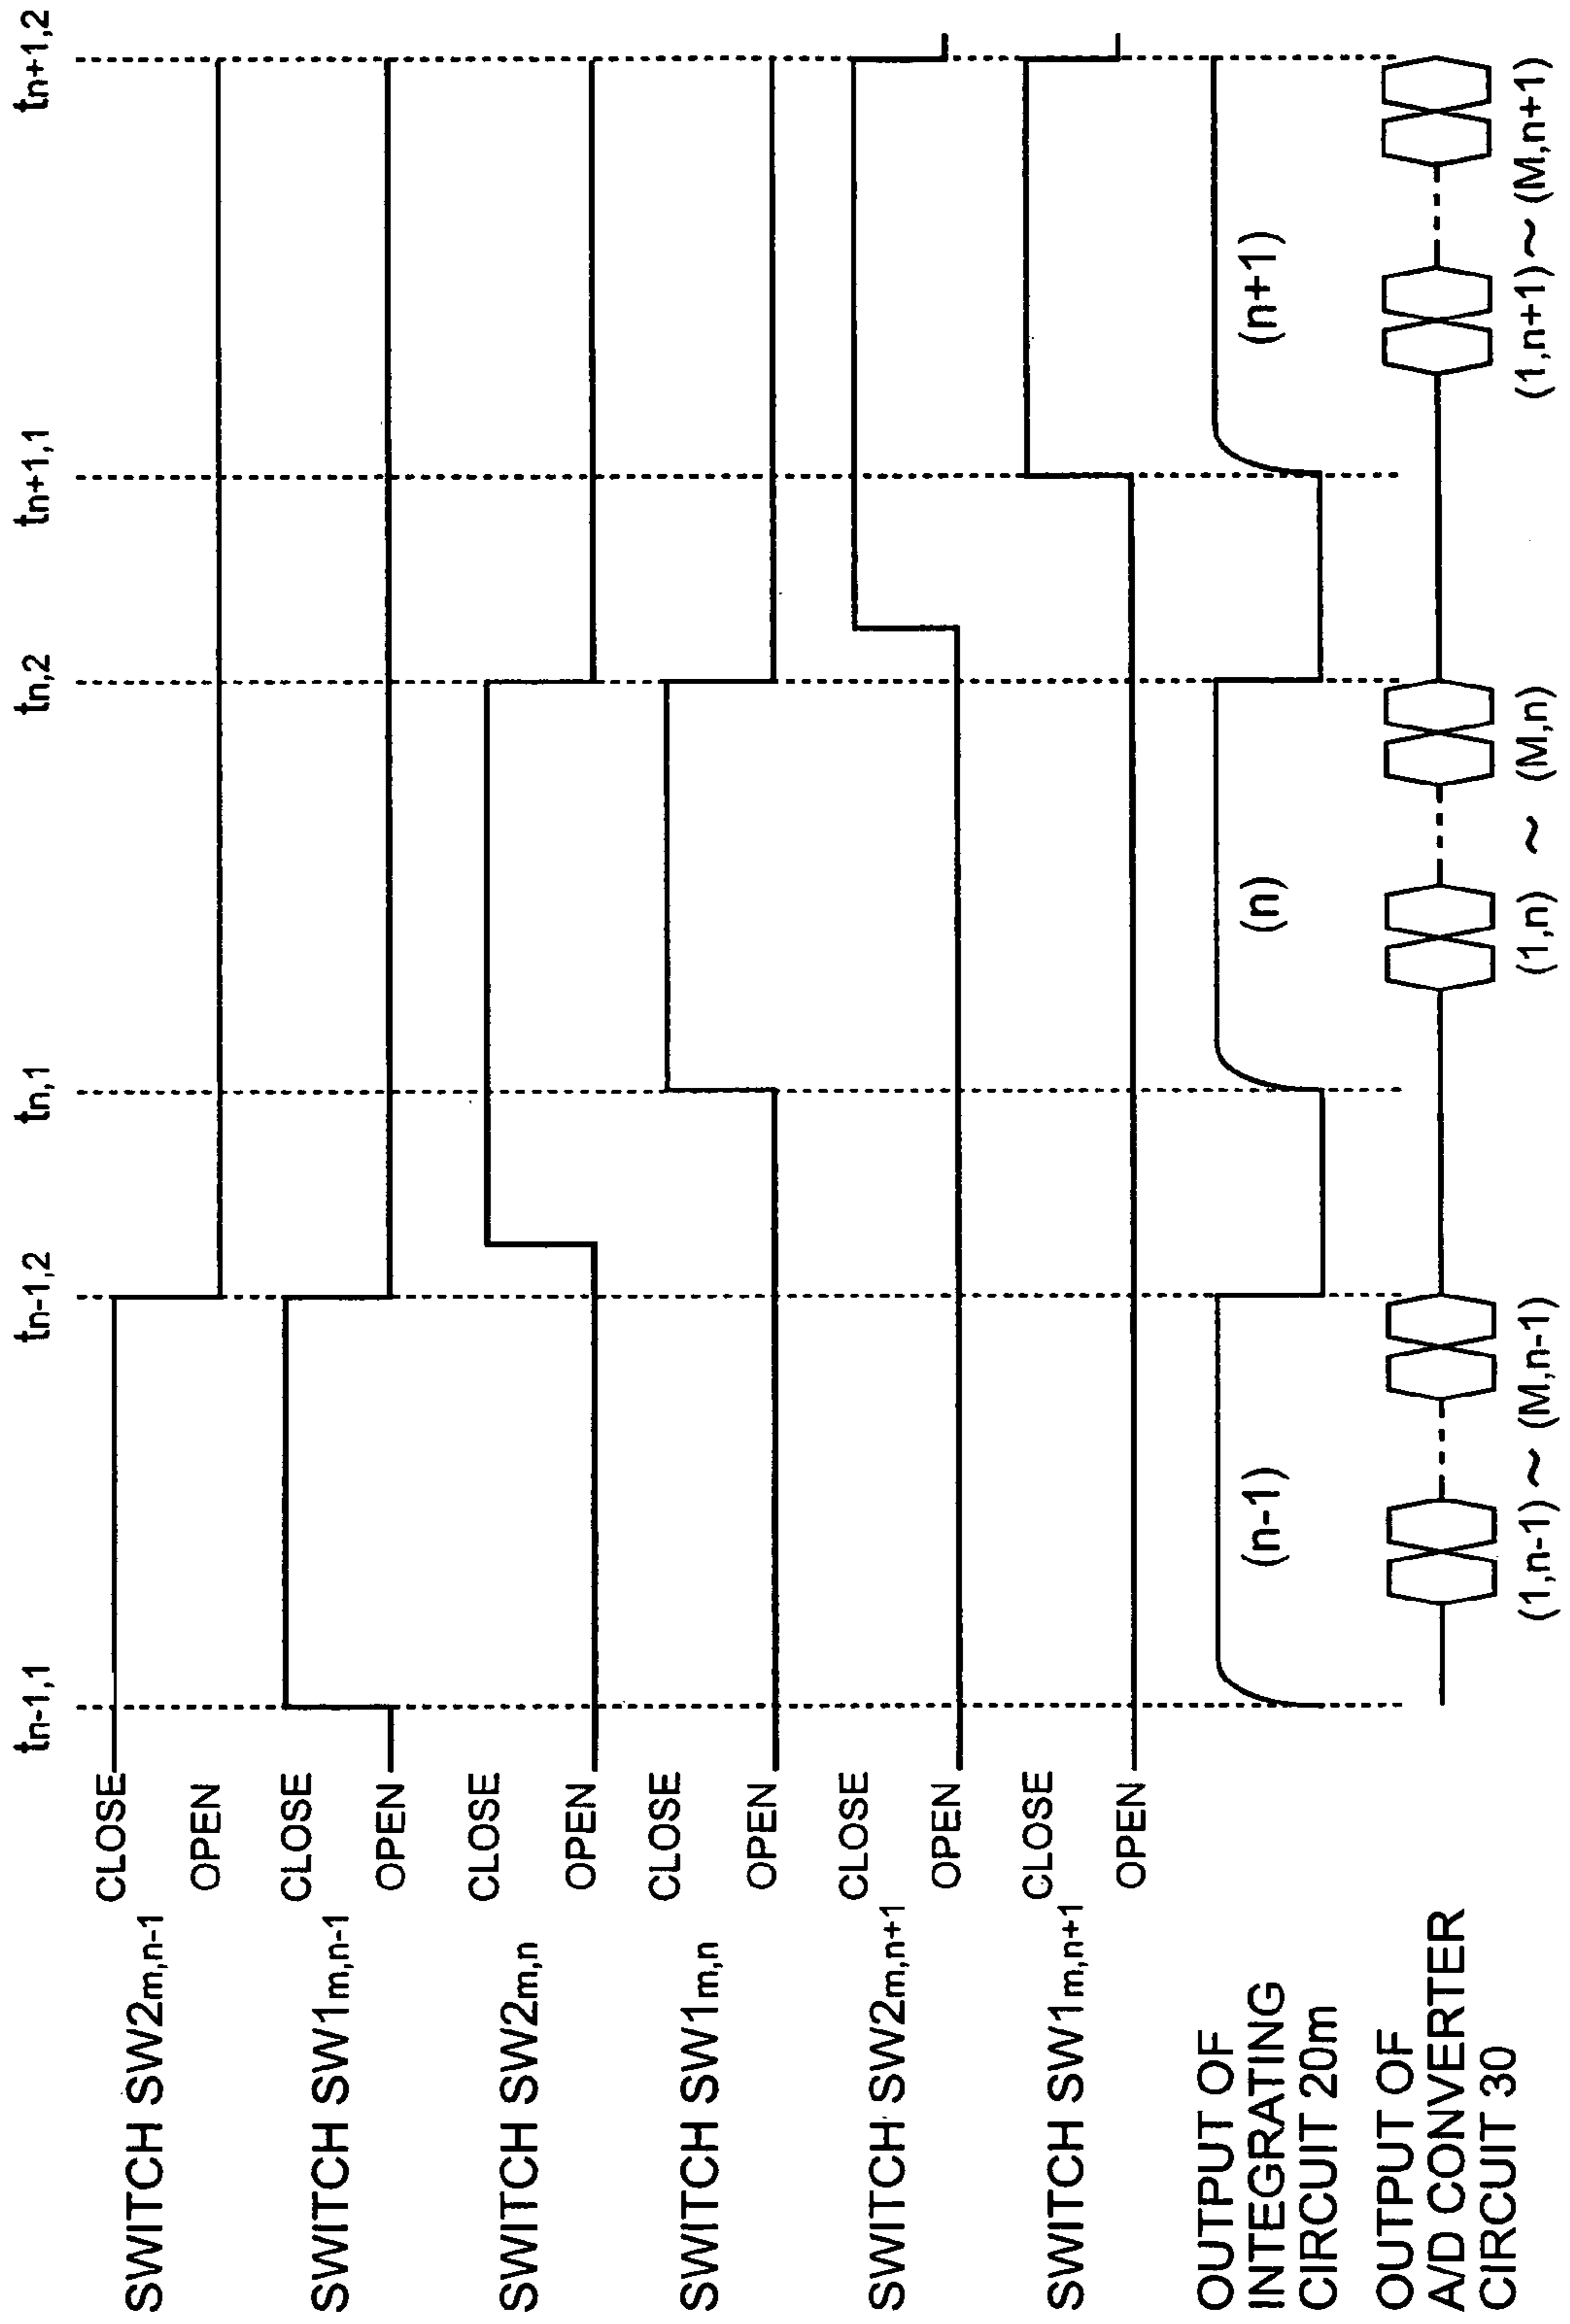 tn-1,1 tn-1,2 tn,1 tn,2 tn+1,1 tn+1,2
SWITCH SW2m,n-1
CLOSE
OPEN
SWITCH SW1m,n-1
CLOSE
OPEN
SWITCH SW2m,n
CLOSE
OPEN
SWITCH SW1m,n
CLOSE
OPEN
SWITCH SW2m,n+1
CLOSE
OPEN
SWITCH SW1m,n+1
CLOSE
OPEN
OUTPUT OF
INTEGRATING
CIRCUIT 20m
(n-1) (n) (n+1)
OUTPUT OF
A/D CONVERTER
CIRCUIT 30
(1,n-1) ~ (M,n-1) (1,n) ~ (M,n) (1,n+1) ~ (M,n+1)